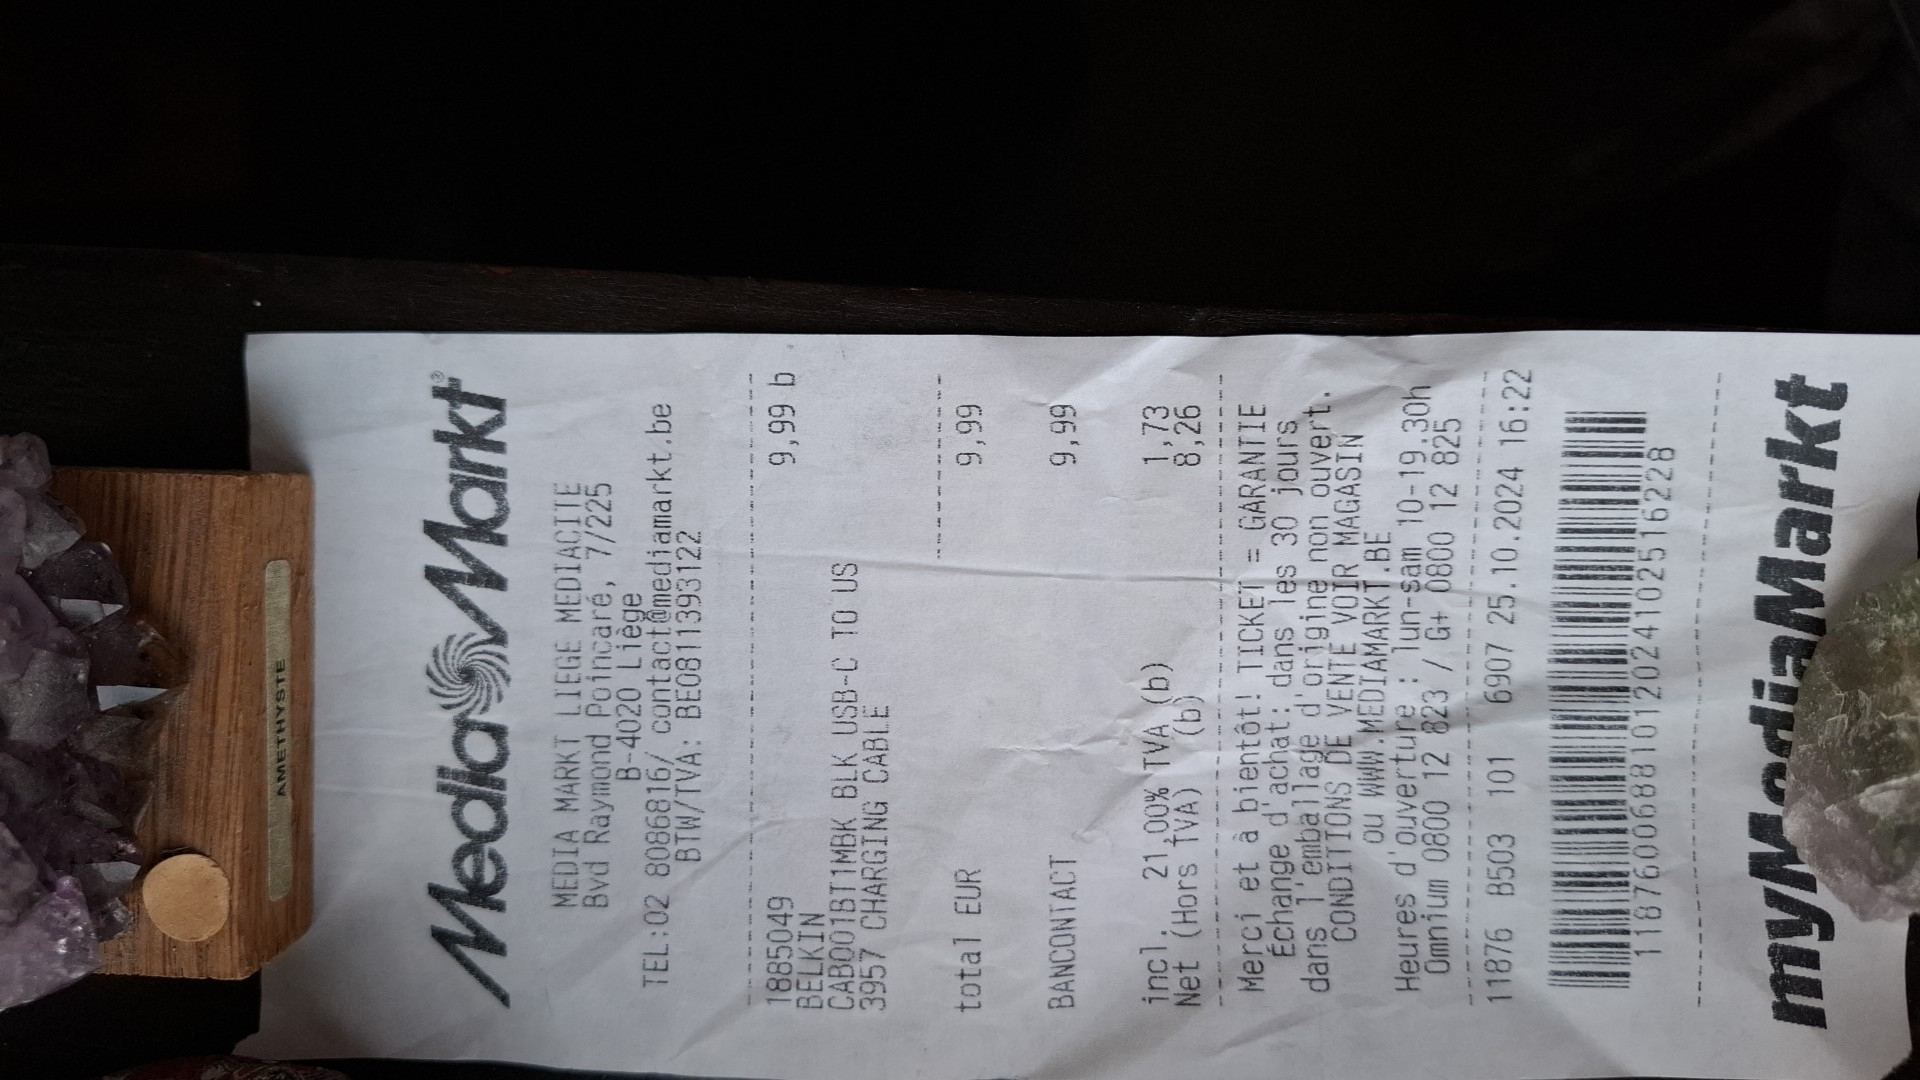 AMETHYSTE
Media Markt®
MEDIA MARKT LIEGE MEDIACITE
Bvd Raymond Poincaré, 7/225
B-4020 Liège
TEL:02 8086816/ contact@mediamarkt.be
BTW/TVA: BE0811393122
1885049 9,99 b
BELKIN
CAB001BT1MBK BLK USB-C TO US
3957 CHARGING CABLE
total EUR 9,99
BANCONTACT 9,99
incl. 21,00% TVA (b) 1,73
Net (Hors TVA) (b) 8,26
Merci et à bientôt! TICKET = GARANTIE
Échange d'achat: dans les 30 jours
dans l'emballage d'origine non ouvert.
CONDITIONS DE VENTE VOIR MAGASIN
ou WWW.MEDIAMARKT.BE
Heures d'ouverture : lun-sam 10-19.30h
Omnium 0800 12 823 / G+ 0800 12 825
11876 B503 101 6907 25.10.2024 16:22
11876006881012024102516228
myMediaMarkt